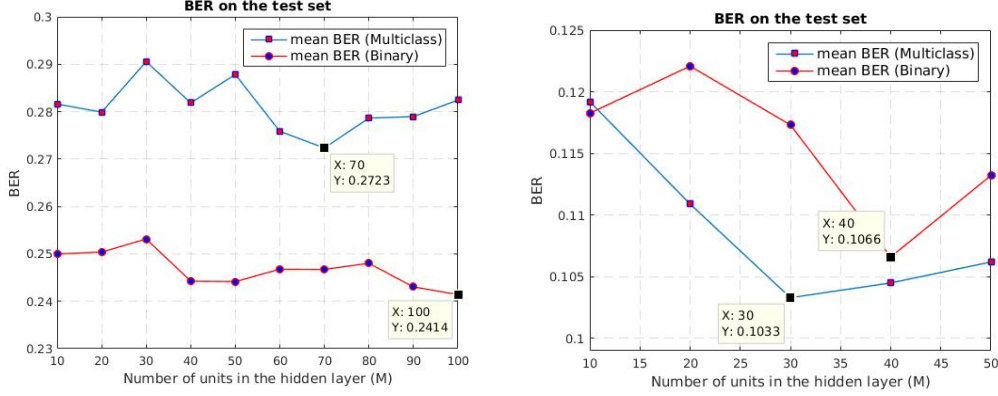 BER on the test set
0.3
0.29
0.28
0.27
0.26
0.25
0.24
0.23
BER
mean BER (Multiclass)
mean BER (Binary)
X: 70
Y: 0.2723
X: 100
Y: 0.2414
10 20 30 40 50 60 70 80 90 100
Number of units in the hidden layer (M)
BER on the test set
0.125
0.12
0.115
0.11
0.105
0.1
BER
mean BER (Multiclass)
mean BER (Binary)
X: 40
Y: 0.1066
X: 30
Y: 0.1033
10 15 20 25 30 35 40 45 50
Number of units in the hidden layer (M)